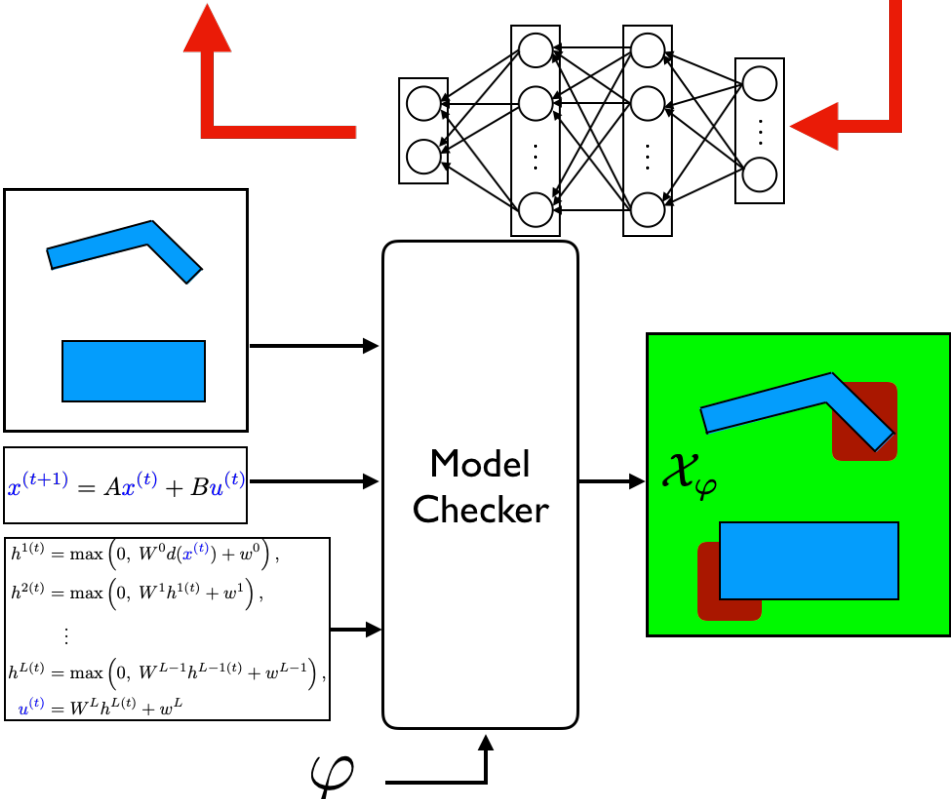 x^{(t+1)} = Ax^{(t)} + Bu^{(t)}
h^{1(t)} = max(0, W^0 d(x^{(t)}) + w^0),
h^{2(t)} = max(0, W^1 h^{1(t)} + w^1),
⋮
h^{L(t)} = max(0, W^{L-1} h^{L-1(t)} + w^{L-1}),
u^{(t)} = W^L h^{L(t)} + w^L
Model
Checker
𝒳_φ
φ